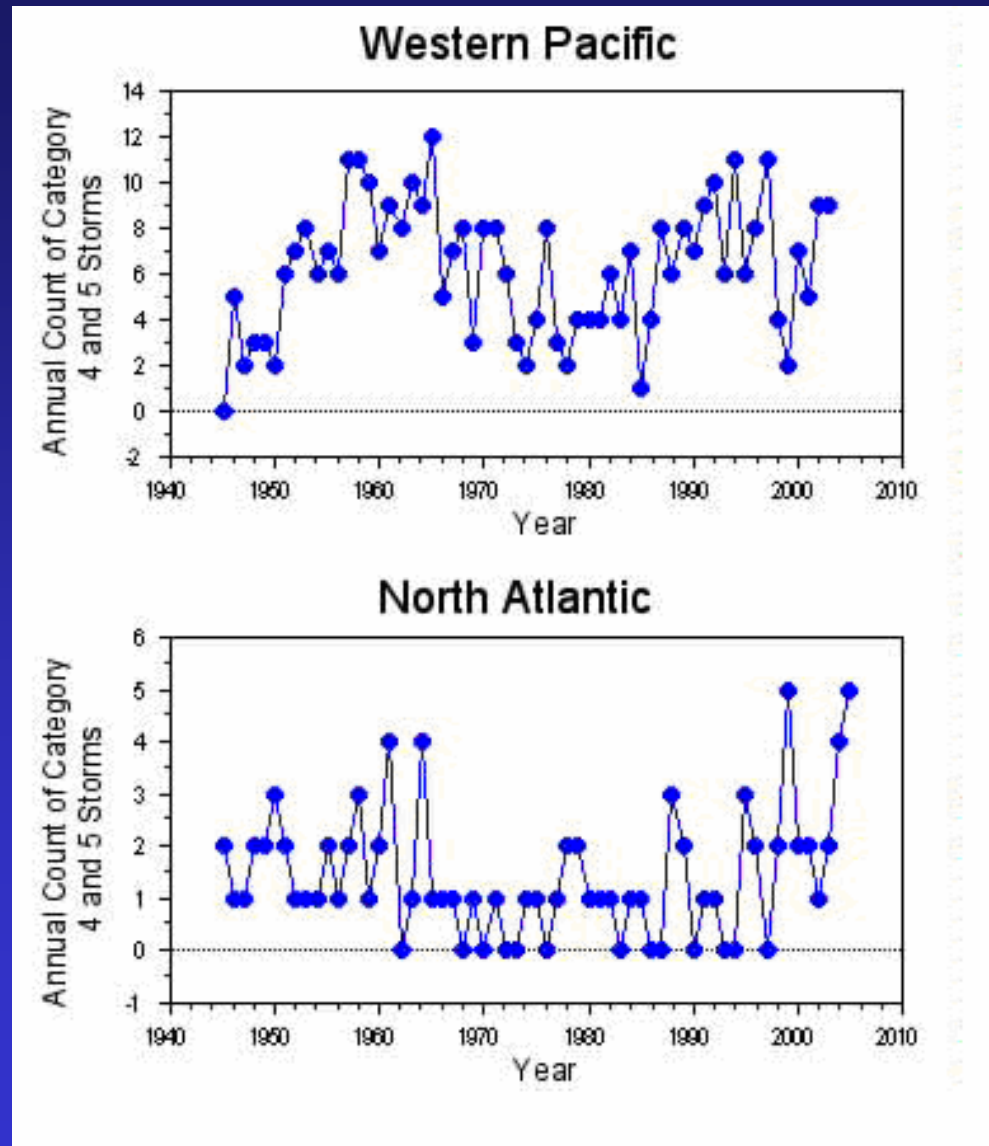 Western Pacific
Annual Count of Category
4 and 5 Storms
14
12
10
8
6
4
2
0
-2
1940 1950 1960 1970 1980 1990 2000 2010
Year
North Atlantic
Annual Count of Category
4 and 5 Storms
6
5
4
3
2
1
0
-1
1940 1950 1960 1970 1980 1990 2000 2010
Year